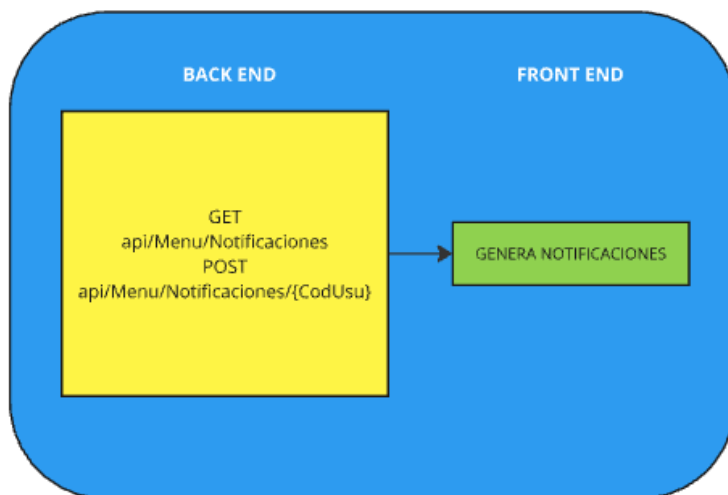 BACK END
FRONT END
GET
api/Menu/Notificaciones
POST
api/Menu/Notificaciones/{CodUsu}
GENERA NOTIFICACIONES